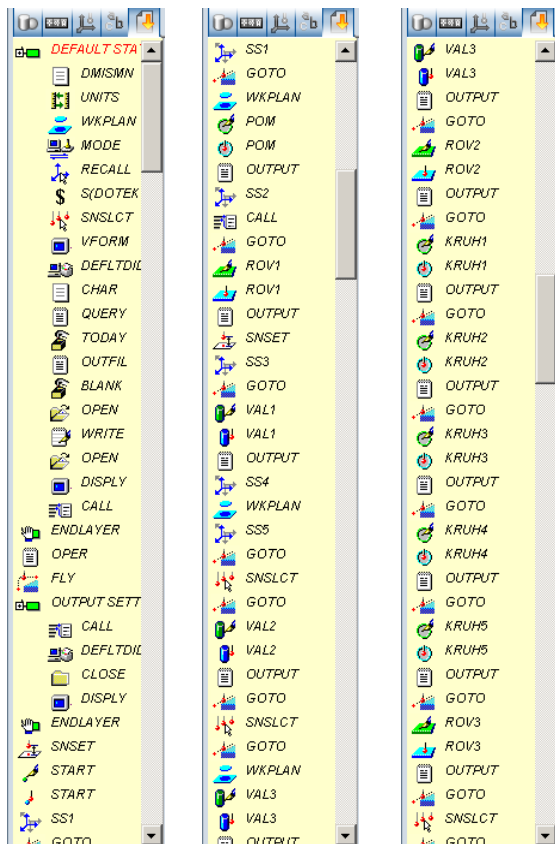 DEFAULT STA
DMISMN
UNITS
WKPLAN
MODE
RECALL
S(DOTEK
SNSLCT
VFORM
DEFLTDID
CHAR
QUERY
TODAY
OUTFIL
BLANK
OPEN
WRITE
OPEN
DISPLY
CALL
ENDLAYER
OPER
FLY
OUTPUT SETT
CALL
DEFLTDID
CLOSE
DISPLY
ENDLAYER
SNSET
START
START
SS1
GOTO
SS1
GOTO
WKPLAN
POM
POM
OUTPUT
SS2
CALL
GOTO
ROV1
ROV1
OUTPUT
SNSET
SS3
GOTO
VAL1
VAL1
OUTPUT
SS4
WKPLAN
SS5
GOTO
SNSLCT
GOTO
VAL2
VAL2
OUTPUT
GOTO
SNSLCT
GOTO
WKPLAN
VAL3
VAL3
OUTPUT
VAL3
VAL3
OUTPUT
GOTO
ROV2
ROV2
OUTPUT
GOTO
KRUH1
KRUH1
OUTPUT
GOTO
KRUH2
KRUH2
OUTPUT
GOTO
KRUH3
KRUH3
OUTPUT
GOTO
KRUH4
KRUH4
OUTPUT
GOTO
KRUH5
KRUH5
OUTPUT
GOTO
ROV3
ROV3
OUTPUT
GOTO
SNSLCT
GOTO